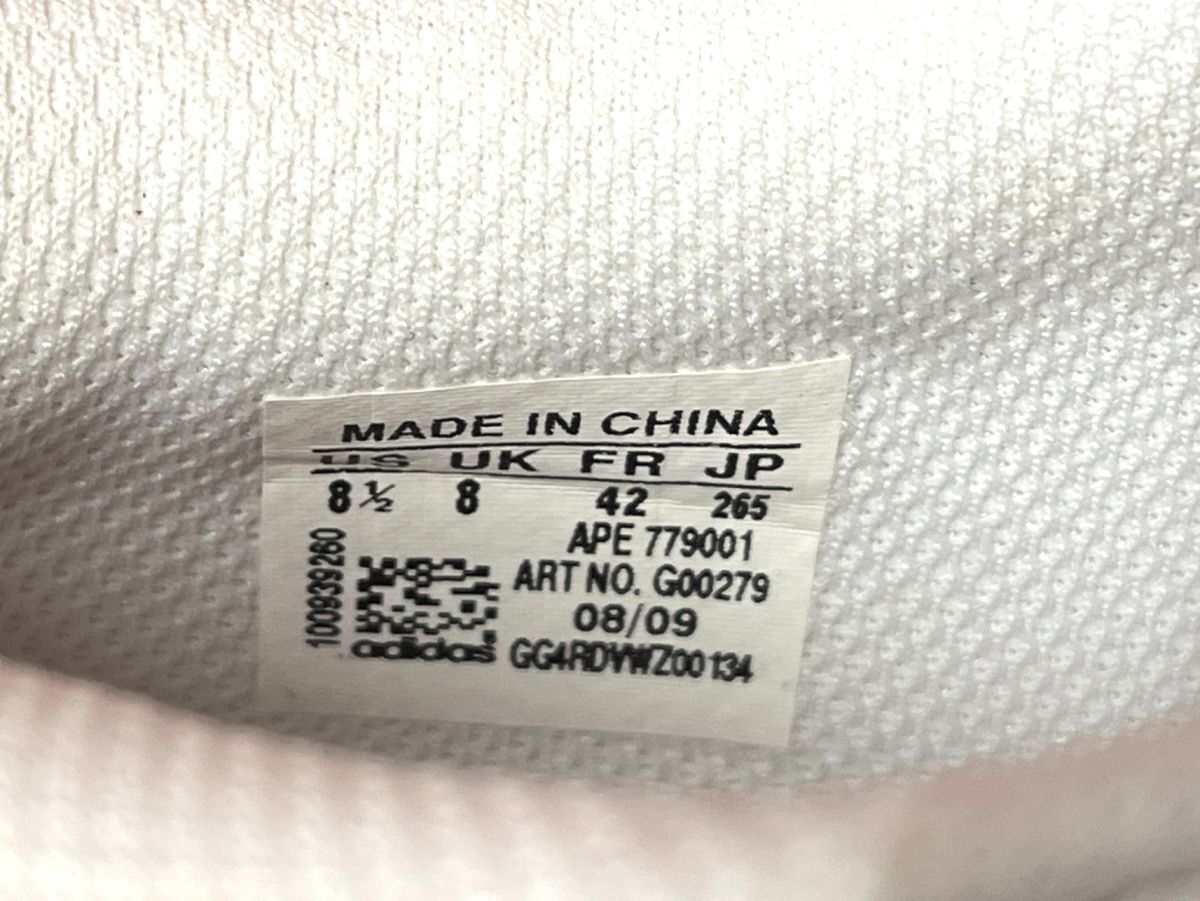 MADE IN CHINA
US UK FR JP
8½ 8 42 265
APE 779001
ART NO. G00279
08/09
GG4RDVWZ00134
100939260
adidas